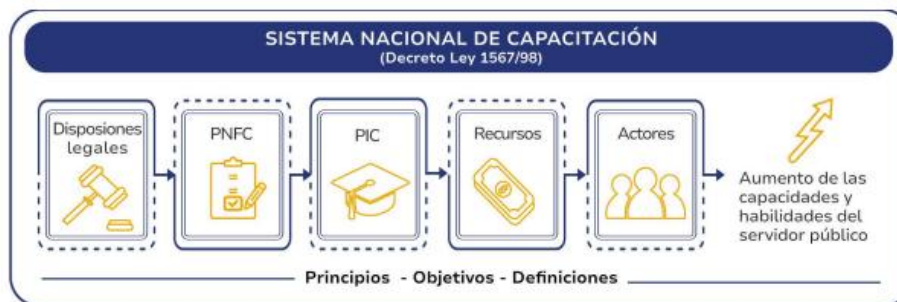 SISTEMA NACIONAL DE CAPACITACIÓN
(Decreto Ley 1567/98)
Disposiones
legales
PNFC
PIC
Recursos
Actores
Aumento de las
capacidades y
habilidades del
servidor público
Principios - Objetivos - Definiciones